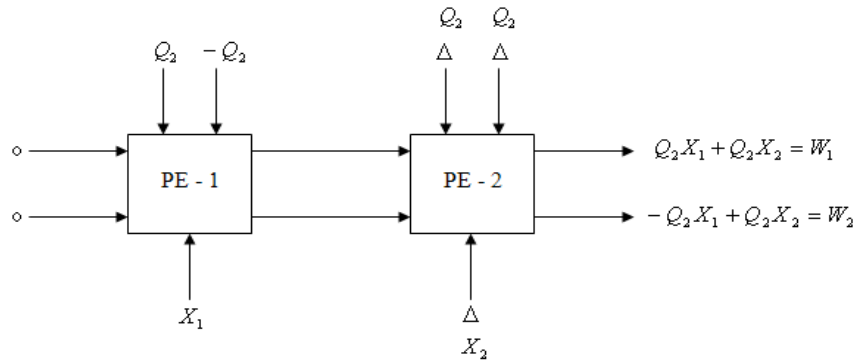 Q₂ Q₂
Q₂ − Q₂ Δ Δ
PE - 1
PE - 2
Q₂X₁ + Q₂X₂ = W₁
− Q₂X₁ + Q₂X₂ = W₂
X₁
Δ
X₂